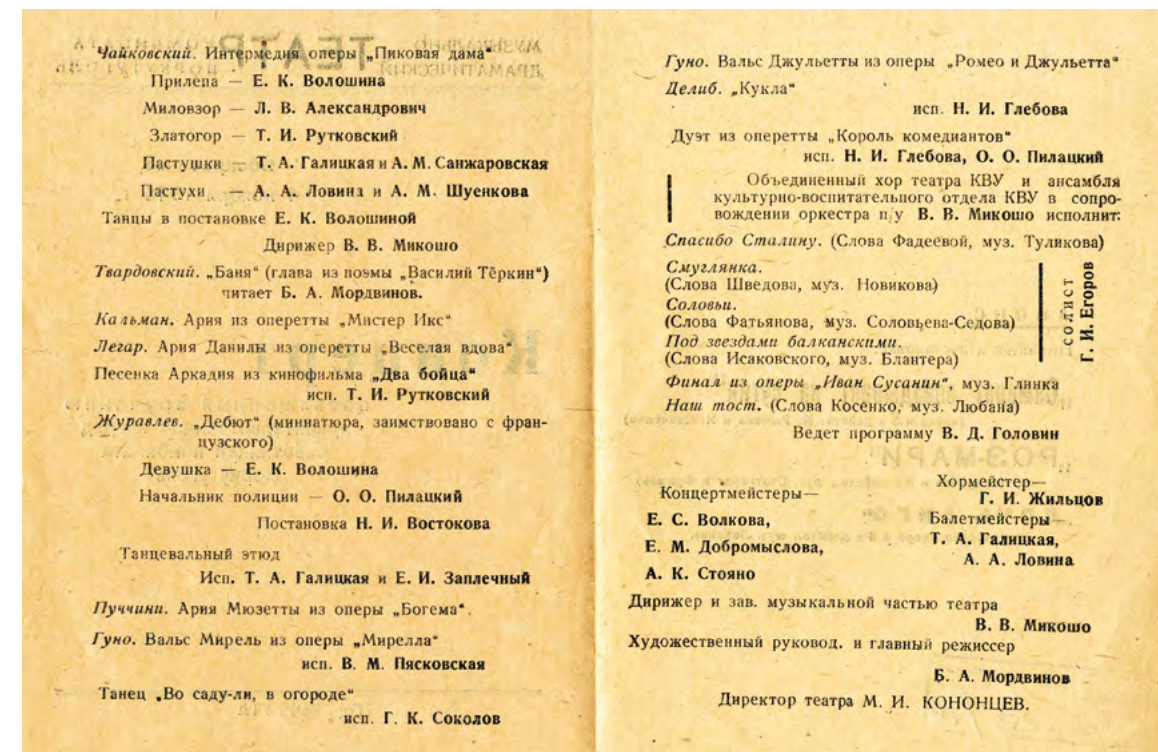 Чайковский. Интермедия оперы „Пиковая дама“
Прилепа — Е. К. Волошина
Миловзор — Л. В. Александрович
Златогор — Т. И. Рутковский
Пастушки — Т. А. Галицкая и А. М. Санжаровская
Пастухи — А. А. Ловина и А. М. Шуенкова
Танцы в постановке Е. К. Волошиной
Дирижер В. В. Микошо
Твардовский. „Баня“ (глава из поэмы „Василий Тёркин“)
читает Б. А. Мордвинов.
Кальман. Ария из оперетты „Мистер Икс“
Легар. Ария Данилы из оперетты „Веселая вдова“
Песенка Аркадия из кинофильма „Два бойца“
исп. Т. И. Рутковский
Журавлев. „Дебют“ (миниатюра, заимствовано с фран-
цузского)
Девушка — Е. К. Волошина
Начальник полиции — О. О. Пилацкий
Постановка Н. И. Востокова
Танцевальный этюд
Исп. Т. А. Галицкая и Е. И. Заплечный
Пуччини. Ария Мюзетты из оперы „Богема“.
Гуно. Вальс Мирель из оперы „Мирелла“
исп. В. М. Пясковская
Танец „Во саду-ли, в огороде“
исп. Г. К. Соколов
Гуно. Вальс Джульетты из оперы „Ромео и Джульетта“
Делиб. „Кукла“
исп. Н. И. Глебова
Дуэт из оперетты „Король комедиантов“
исп. Н. И. Глебова, О. О. Пилацкий
Объединенный хор театра КВУ и ансамбля
культурно-воспитательного отдела КВУ в сопро-
вождении оркестра п/у В. В. Микошо исполнит:
Спасибо Сталину. (Слова Фадеевой, муз. Туликова)
Смуглянка.
(Слова Шведова, муз. Новикова)
Соловьи.
(Слова Фатьянова, муз. Соловьева-Седова)
Под звездами балканскими.
(Слова Исаковского, муз. Блантера)
солист
Г. И. Егоров
Финал из оперы „Иван Сусанин“, муз. Глинка
Наш тост. (Слова Косенко, муз. Любана)
Ведет программу В. Д. Головин
Концертмейстеры—
Е. С. Волкова,
Е. М. Добромыслова,
А. К. Стояно
Хормейстер—
Г. И. Жильцов
Балетмейстеры—
Т. А. Галицкая,
А. А. Ловина
Дирижер и зав. музыкальной частью театра
В. В. Микошо
Художественный руковод. и главный режиссер
Б. А. Мордвинов
Директор театра М. И. КОНОНЦЕВ.